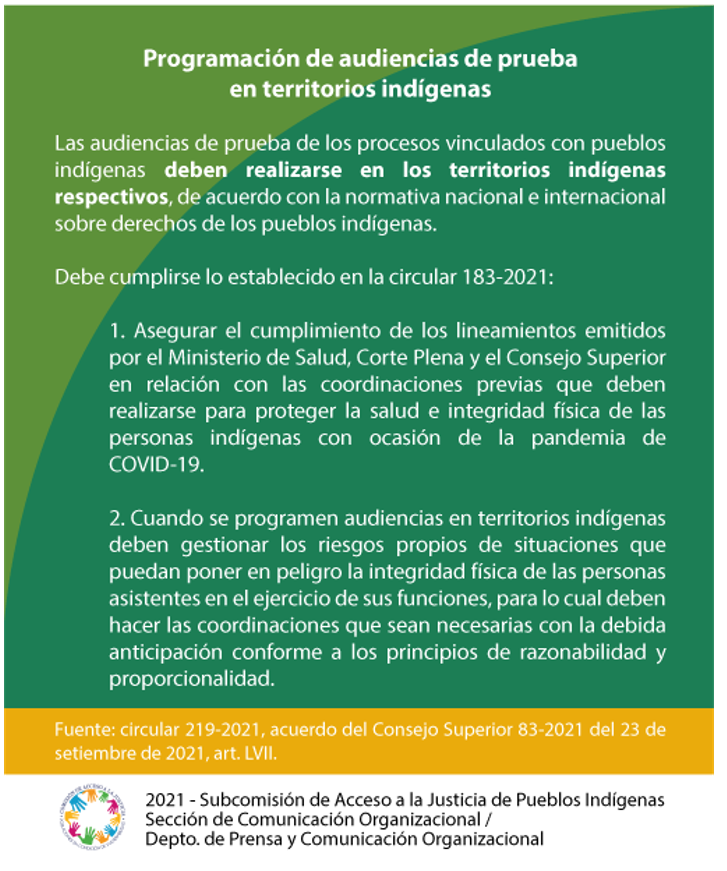 Programación de audiencias de prueba
en territorios indígenas
Las audiencias de prueba de los procesos vinculados con pueblos
indígenas deben realizarse en los territorios indígenas
respectivos, de acuerdo con la normativa nacional e internacional
sobre derechos de los pueblos indígenas.
Debe cumplirse lo establecido en la circular 183-2021:
1. Asegurar el cumplimiento de los lineamientos emitidos
por el Ministerio de Salud, Corte Plena y el Consejo Superior
en relación con las coordinaciones previas que deben
realizarse para proteger la salud e integridad física de las
personas indígenas con ocasión de la pandemia de
COVID-19.
2. Cuando se programen audiencias en territorios indígenas
deben gestionar los riesgos propios de situaciones que
puedan poner en peligro la integridad física de las personas
asistentes en el ejercicio de sus funciones, para lo cual deben
hacer las coordinaciones que sean necesarias con la debida
anticipación conforme a los principios de razonabilidad y
proporcionalidad.
Fuente: circular 219-2021, acuerdo del Consejo Superior 83-2021 del 23 de
setiembre de 2021, art. LVII.
2021 - Subcomisión de Acceso a la Justicia de Pueblos Indígenas
Sección de Comunicación Organizacional /
Depto. de Prensa y Comunicación Organizacional